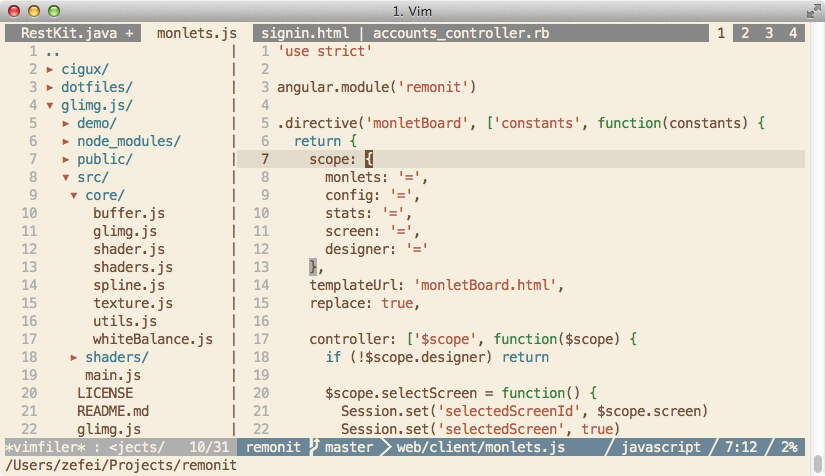 1. Vim
RestKit.java + monlets.js signin.html | accounts_controller.rb 1 2 3 4
1 .. | 1 'use strict'
2 ▸ cigux/ | 2
3 ▸ dotfiles/ | 3 angular.module('remonit')
4 ▾ glimg.js/ | 4
5 ▸ demo/ | 5 .directive('monletBoard', ['constants', function(constants) {
6 ▸ node_modules/ | 6 return {
7 ▸ public/ | 7 scope: {
8 ▾ src/ | 8 monlets: '=',
9 ▾ core/ | 9 config: '=',
10 buffer.js | 10 stats: '=',
11 glimg.js | 11 screen: '=',
12 shader.js | 12 designer: '='
13 shaders.js | 13 },
14 spline.js | 14 templateUrl: 'monletBoard.html',
15 texture.js | 15 replace: true,
16 utils.js | 16
17 whiteBalance.js | 17 controller: ['$scope', function($scope) {
18 ▸ shaders/ | 18 if (!$scope.designer) return
19 main.js | 19
20 LICENSE | 20 $scope.selectScreen = function() {
21 README.md | 21 Session.set('selectedScreenId', $scope.screen)
22 glimg.js | 22 Session.set('selectedScreen', true)
*vimfiler* : <jects/ 10/31 remonit master web/client/monlets.js javascript 7:12 2%
/Users/zefei/Projects/remonit